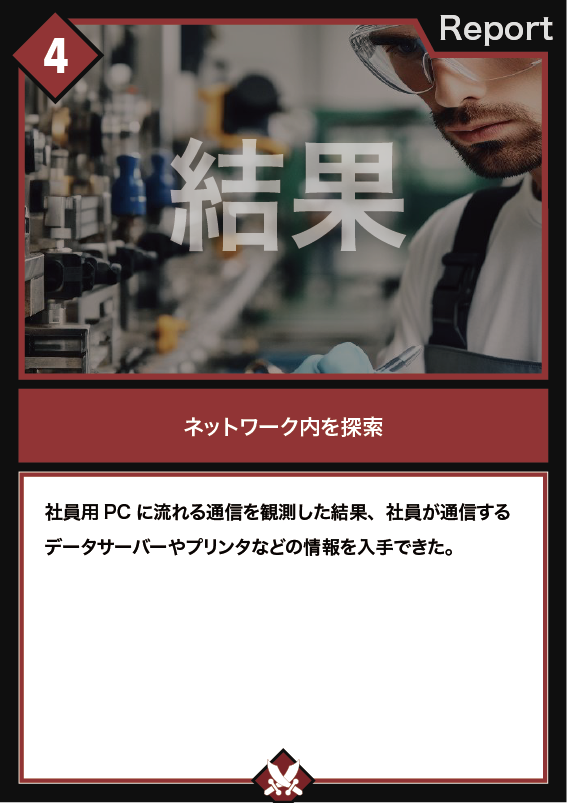 Report
4
結果
ネットワーク内を探索
社員用PCに流れる通信を観測した結果、社員が通信する
データサーバーやプリンタなどの情報を入手できた。